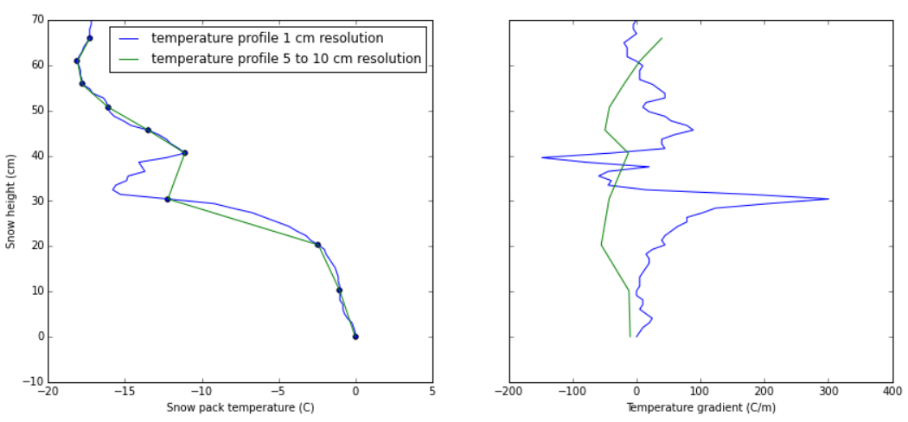 70
60
50
40
30
20
10
0
−10
Snow height (cm)
temperature profile 1 cm resolution
temperature profile 5 to 10 cm resolution
−20 −15 −10 −5 0 5
Snow pack temperature (C)
−200 −100 0 100 200 300 400
Temperature gradient (C/m)